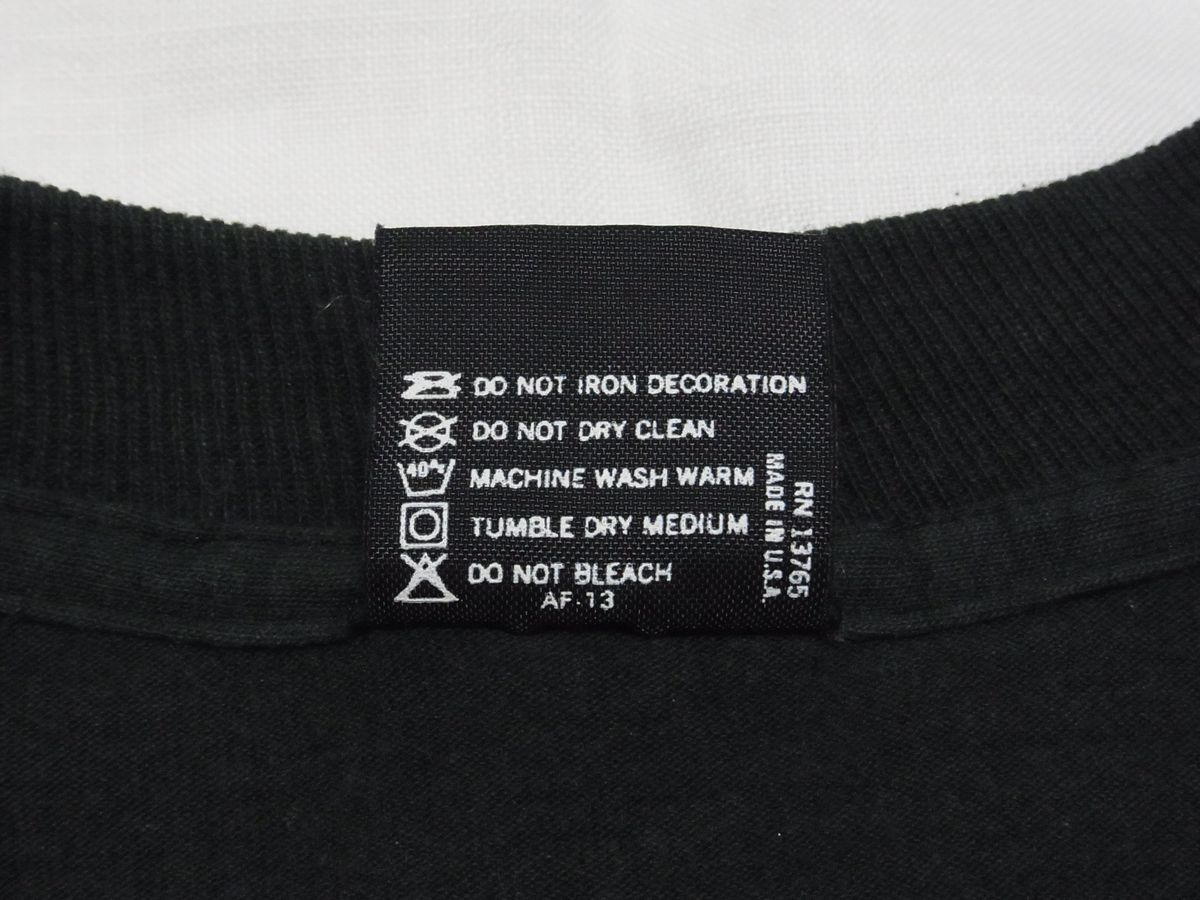 DO NOT IRON DECORATION
DO NOT DRY CLEAN
40°
MACHINE WASH WARM
TUMBLE DRY MEDIUM
DO NOT BLEACH
AF-13
RN 13765
MADE IN U.S.A.